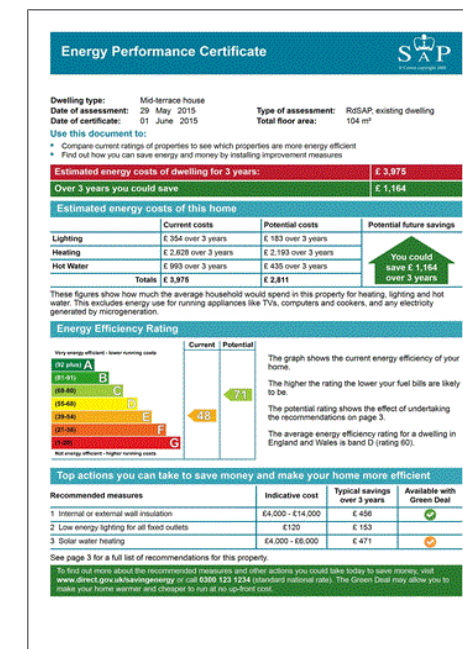 Energy Performance Certificate
SAP
Dwelling type: Mid-terrace house
Date of assessment: 29 May 2015 Type of assessment: RdSAP, existing dwelling
Date of certificate: 01 June 2015 Total floor area: 104 m²
Use this document to:
• Compare current ratings of properties to see which properties are more energy efficient
• Find out how you can save energy and money by installing improvement measures
Estimated energy costs of dwelling for 3 years: £ 3,975
Over 3 years you could save £ 1,164
Estimated energy costs of this home
Current costs Potential costs Potential future savings
Lighting £ 354 over 3 years £ 183 over 3 years
Heating £ 2,628 over 3 years £ 2,193 over 3 years
Hot Water £ 993 over 3 years £ 435 over 3 years
Totals £ 3,975 £ 2,811
You could
save £ 1,164
over 3 years
These figures show how much the average household would spend in this property for heating, lighting and hot
water. This excludes energy use for running appliances like TVs, computers and cookers, and any electricity
generated by microgeneration.
Energy Efficiency Rating
Current Potential
Very energy efficient - lower running costs
(92 plus) A
(81-91) B
(69-80) C
(55-68) D
(39-54) E
(21-38) F
(1-20) G
Not energy efficient - higher running costs
48
71
The graph shows the current energy efficiency of your
home.
The higher the rating the lower your fuel bills are likely
to be.
The potential rating shows the effect of undertaking
the recommendations on page 3.
The average energy efficiency rating for a dwelling in
England and Wales is band D (rating 60).
Top actions you can take to save money and make your home more efficient
Recommended measures Indicative cost Typical savings over 3 years Available with Green Deal
1 Internal or external wall insulation £4,000 - £14,000 £ 456
2 Low energy lighting for all fixed outlets £120 £ 153
3 Solar water heating £4,000 - £6,000 £ 471
See page 3 for a full list of recommendations for this property.
To find out more about the recommended measures and other actions you could take today to save money, visit
www.direct.gov.uk/savingenergy or call 0300 123 1234 (standard national rate). The Green Deal may allow you to
make your home warmer and cheaper to run at no up-front cost.